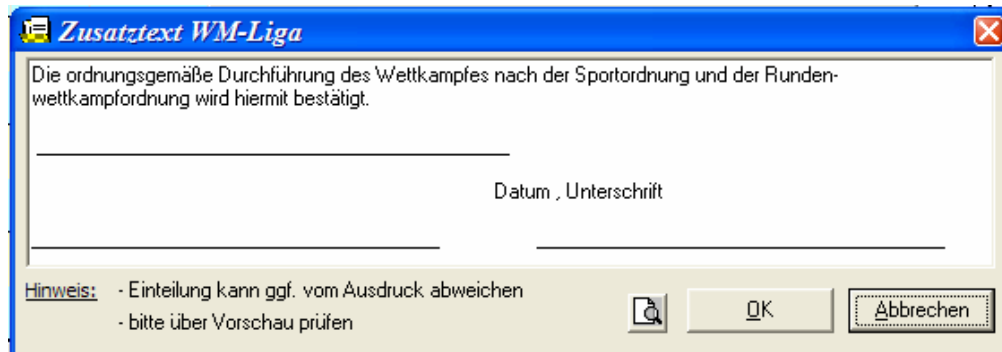 Zusatztext WM-Liga
Die ordnungsgemäße Durchführung des Wettkampfes nach der Sportordnung und der Runden-
wettkampfordnung wird hiermit bestätigt.
Datum , Unterschrift
Hinweis: - Einteilung kann ggf. vom Ausdruck abweichen
- bitte über Vorschau prüfen
OK
Abbrechen